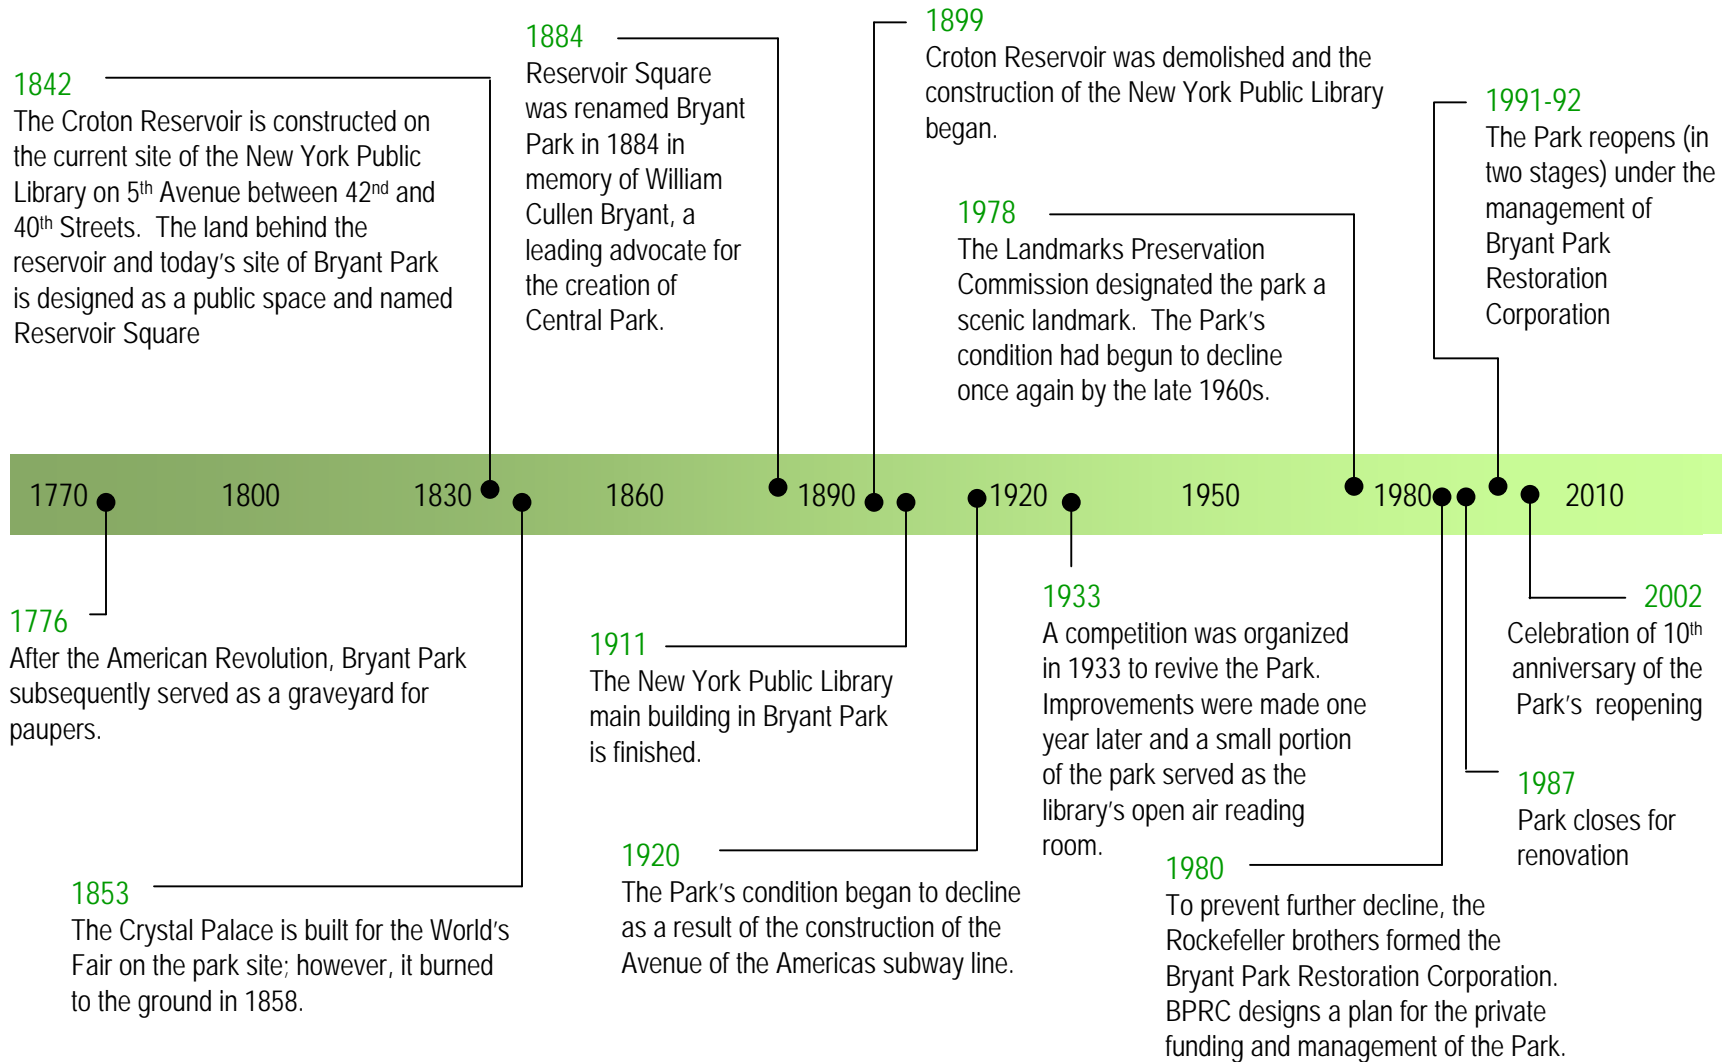 1842
The Croton Reservoir is constructed on
the current site of the New York Public
Library on 5th Avenue between 42nd and
40th Streets.  The land behind the
reservoir and today's site of Bryant Park
is designed as a public space and named
Reservoir Square
1884
Reservoir Square
was renamed Bryant
Park in 1884 in
memory of William
Cullen Bryant, a
leading advocate for
the creation of
Central Park.
1899
Croton Reservoir was demolished and the
construction of the New York Public Library
began.
1978
The Landmarks Preservation
Commission designated the park a
scenic landmark.  The Park's
condition had begun to decline
once again by the late 1960s.
1991-92
The Park reopens (in
two stages) under the
management of
Bryant Park
Restoration
Corporation
1770 1800 1830 1860 1890 1920 1950 1980 2010
1776
After the American Revolution, Bryant Park
subsequently served as a graveyard for
paupers.
1853
The Crystal Palace is built for the World's
Fair on the park site; however, it burned
to the ground in 1858.
1911
The New York Public Library
main building in Bryant Park
is finished.
1920
The Park's condition began to decline
as a result of the construction of the
Avenue of the Americas subway line.
1933
A competition was organized
in 1933 to revive the Park.
Improvements were made one
year later and a small portion
of the park served as the
library's open air reading
room.
1980
To prevent further decline, the
Rockefeller brothers formed the
Bryant Park Restoration Corporation.
BPRC designs a plan for the private
funding and management of the Park.
1987
Park closes for
renovation
2002
Celebration of 10th
anniversary of the
Park's  reopening